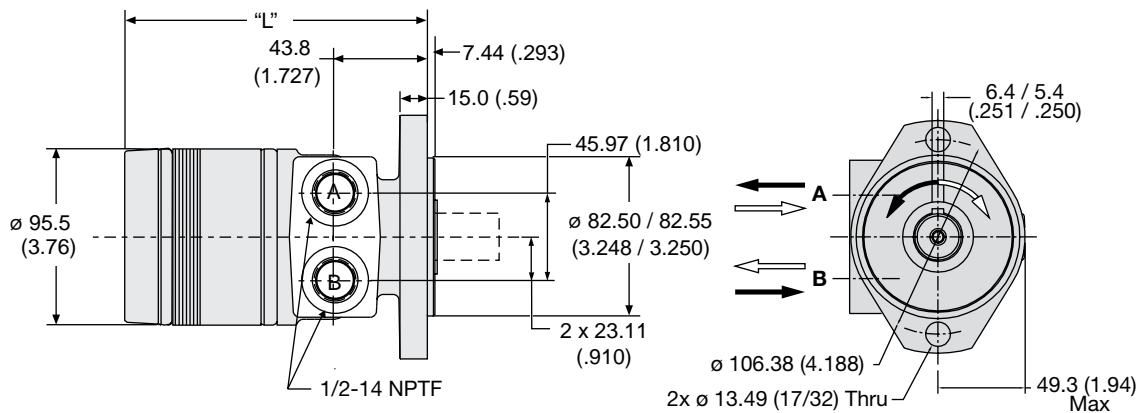 “L”
43.8
(1.727)
7.44 (.293)
15.0 (.59)
45.97 (1.810)
ø 95.5
(3.76)
A
B
ø 82.50 / 82.55
(3.248 / 3.250)
2 x 23.11
(.910)
1/2-14 NPTF
6.4 / 5.4
(.251 / .250)
A
B
ø 106.38 (4.188)
2x ø 13.49 (17/32) Thru
49.3 (1.94)
Max